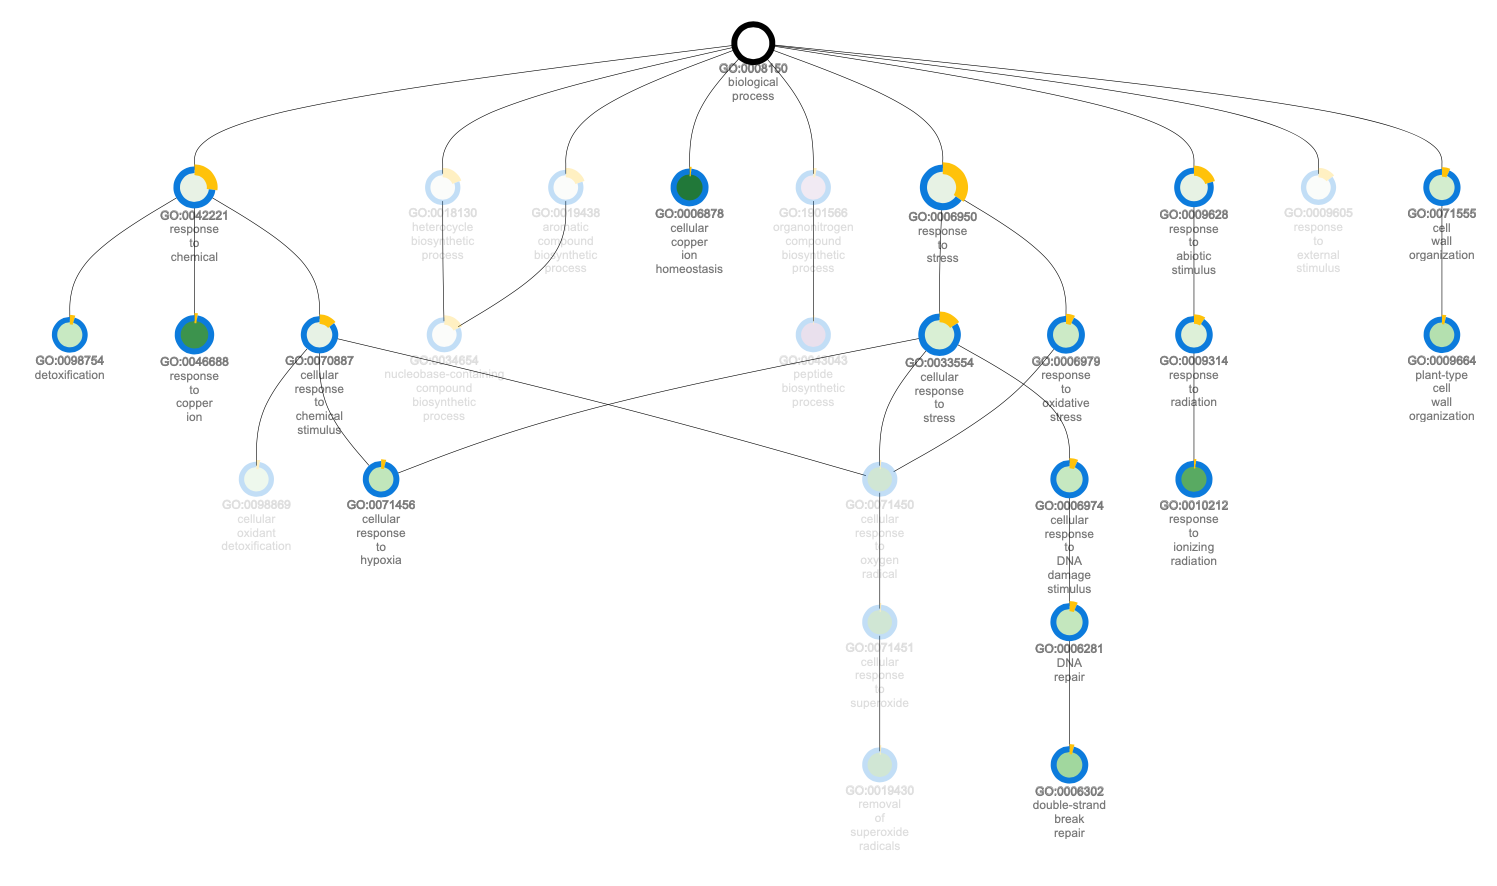 GO:0008150
biological
process
GO:0042221
response
to
chemical
GO:0018130
heterocycle
biosynthetic
process
GO:0019438
aromatic
compound
biosynthetic
process
GO:0006878
cellular
copper
ion
homeostasis
GO:1901566
organonitrogen
compound
biosynthetic
process
GO:0006950
response
to
stress
GO:0009628
response
to
abiotic
stimulus
GO:0009605
response
to
external
stimulus
GO:0071555
cell
wall
organization
GO:0098754
detoxification
GO:0046688
response
to
copper
ion
GO:0070887
cellular
response
to
chemical
stimulus
GO:0034654
nucleobase-containing
compound
biosynthetic
process
GO:0043043
peptide
biosynthetic
process
GO:0033554
cellular
response
to
stress
GO:0006979
response
to
oxidative
stress
GO:0009314
response
to
radiation
GO:0009664
plant-type
cell
wall
organization
GO:0098869
cellular
oxidant
detoxification
GO:0071456
cellular
response
to
hypoxia
GO:0071450
cellular
response
to
oxygen
radical
GO:0006974
cellular
response
to
DNA
damage
stimulus
GO:0010212
response
to
ionizing
radiation
GO:0071451
cellular
response
to
superoxide
GO:0006281
DNA
repair
GO:0019430
removal
of
superoxide
radicals
GO:0006302
double-strand
break
repair